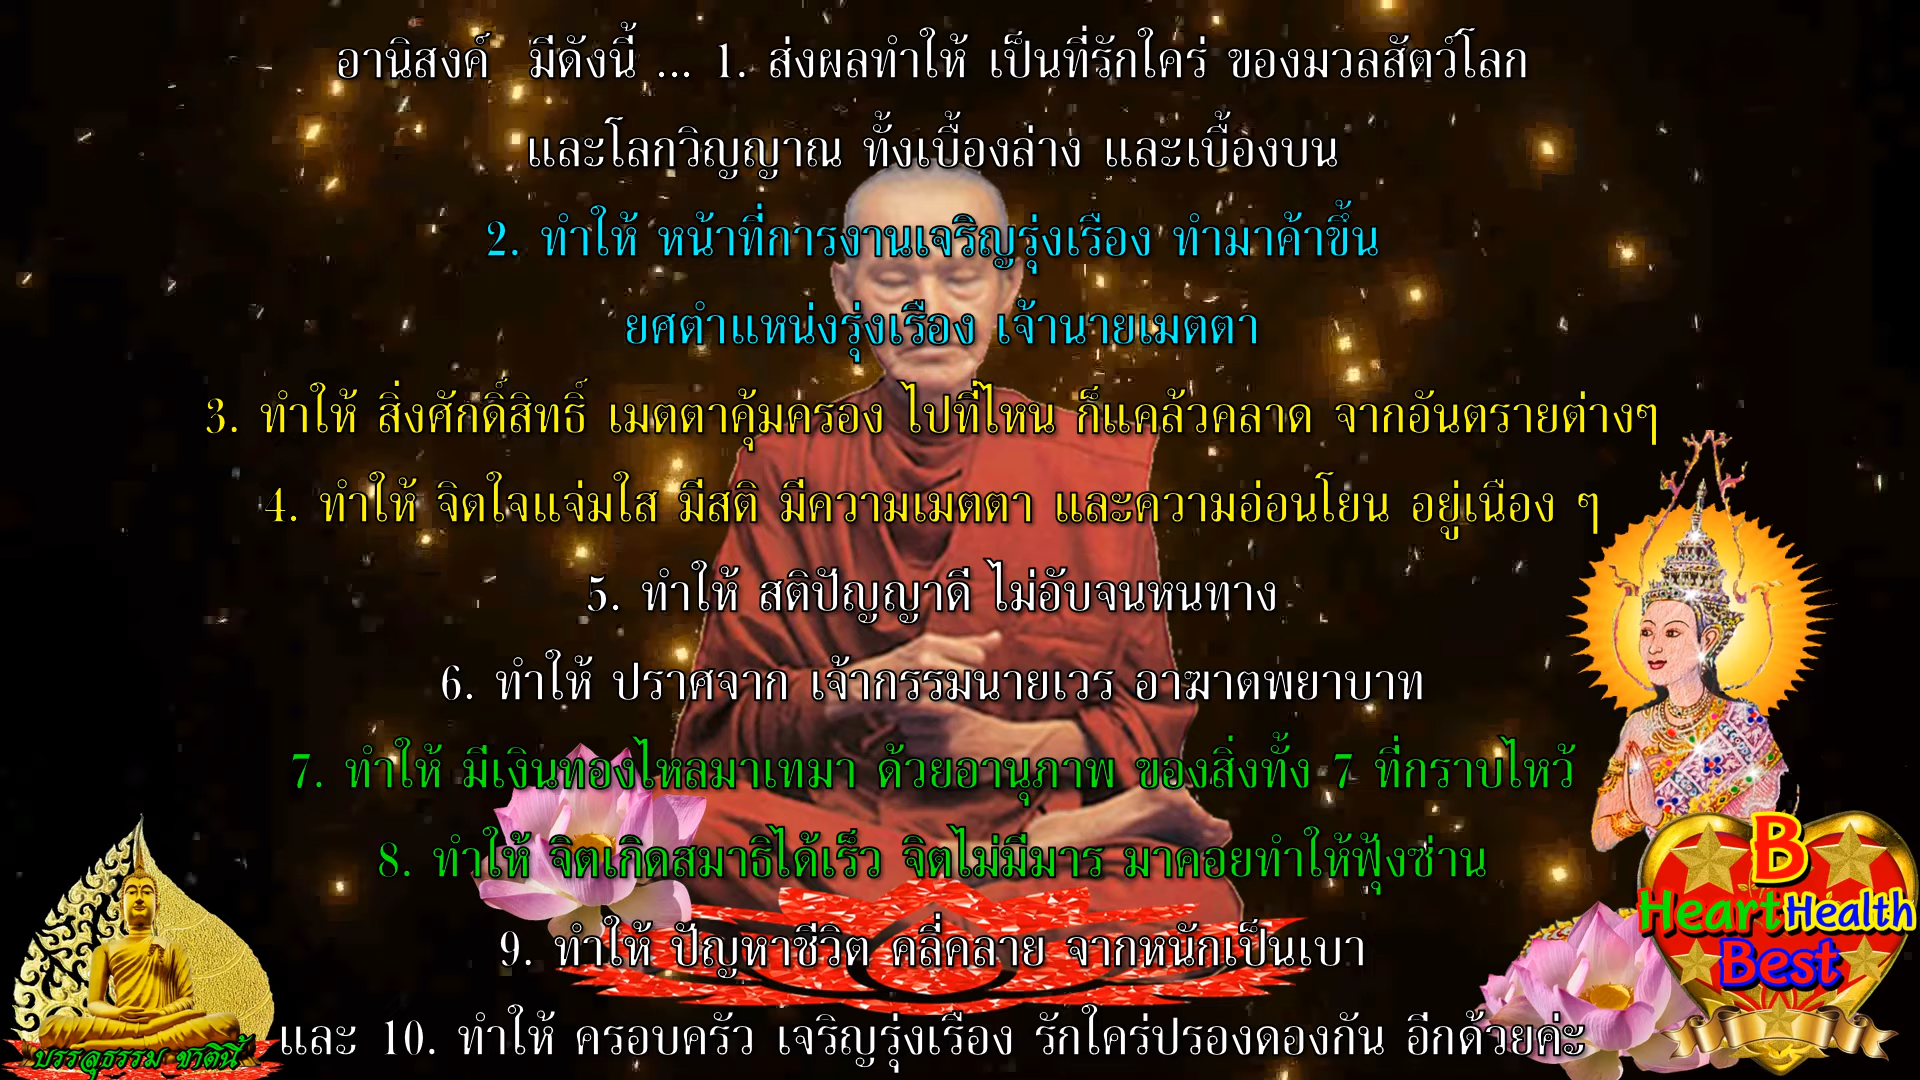 อานิสงค์ มีดังนี้ ... 1. ส่งผลทำให้ เป็นที่รักใคร่ ของมวลสัตว์โลก
และโลกวิญญาณ ทั้งเบื้องล่าง และเบื้องบน
2. ทำให้ หน้าที่การงานเจริญรุ่งเรือง ทำมาค้าขึ้น
ยศตำแหน่งรุ่งเรือง เจ้านายเมตตา
3. ทำให้ สิ่งศักดิ์สิทธิ์ เมตตาคุ้มครอง ไปที่ไหน ก็แคล้วคลาด จากอันตรายต่างๆ
4. ทำให้ จิตใจแจ่มใส มีสติ มีความเมตตา และความอ่อนโยน อยู่เนือง ๆ
5. ทำให้ สติปัญญาดี ไม่อับจนหนทาง
6. ทำให้ ปราศจาก เจ้ากรรมนายเวร อาฆาตพยาบาท
7. ทำให้ มีเงินทองไหลมาเทมา ด้วยอานุภาพ ของสิ่งทั้ง 7 ที่กราบไหว้
8. ทำให้ จิตเกิดสมาธิได้เร็ว จิตไม่มีมาร มาคอยทำให้ฟุ้งซ่าน
9. ทำให้ ปัญหาชีวิต คลี่คลาย จากหนักเป็นเบา
และ 10. ทำให้ ครอบครัว เจริญรุ่งเรือง รักใคร่ปรองดองกัน อีกด้วยค่ะ
บรรลุธรรม ชาตินี้
B
Heart Health
Best